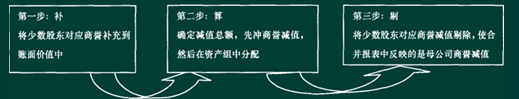 第一步：补
将少数股东对应商誉补充到
账面价值中
第二步：算
确定减值总额，先冲商誉减值，
然后在资产组中分配
第三步：剔
将少数股东对应减值剔除，使合
并报表中反映的是母公司商誉减值